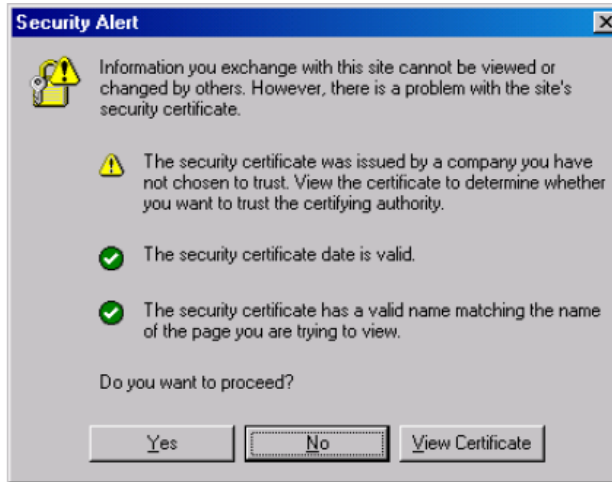 Security Alert
Information you exchange with this site cannot be viewed or
changed by others. However, there is a problem with the site's
security certificate.
The security certificate was issued by a company you have
not chosen to trust. View the certificate to determine whether
you want to trust the certifying authority.
The security certificate date is valid.
The security certificate has a valid name matching the name
of the page you are trying to view.
Do you want to proceed?
Yes No View Certificate